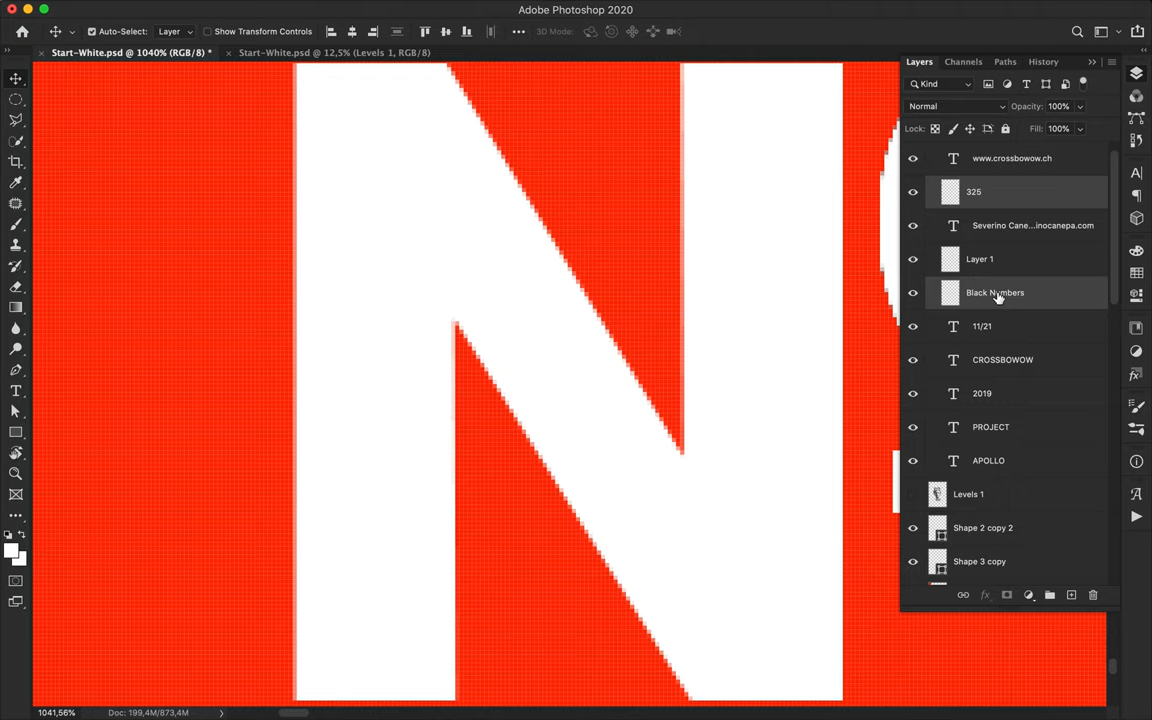 Adobe Photoshop 2020
Auto-Select: Layer Show Transform Controls ••• 3D Mode:
Start-White.psd @ 1040% (RGB/8) * Start-White.psd @ 12,5% (Levels 1, RGB/8)
Layers Channels Paths History
Kind
Normal Opacity: 100%
Lock: Fill: 100%
www.crossbowow.ch
325
Severino Cane...inocanepa.com
Layer 1
Black Numbers
11/21
CROSSBOWOW
2019
PROJECT
APOLLO
Levels 1
Shape 2 copy 2
Shape 3 copy
N
1041,56% Doc: 199,4M/873,4M